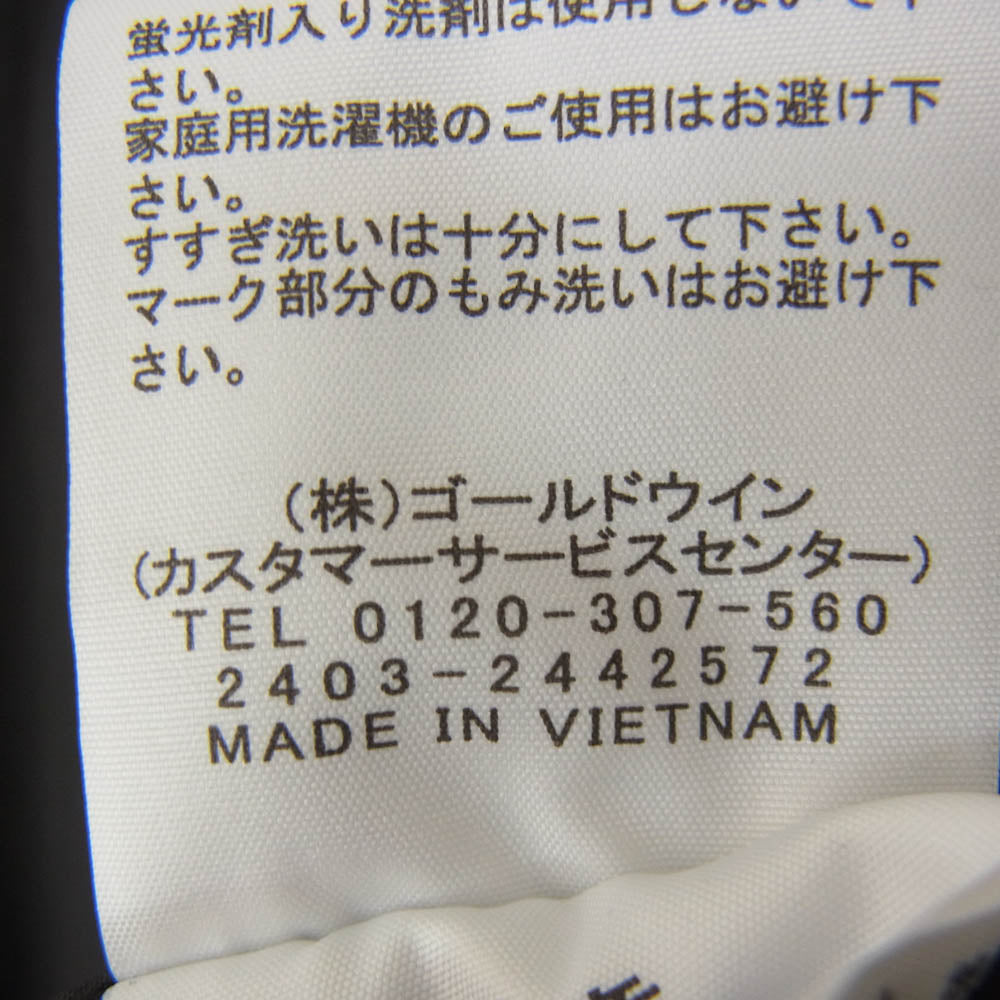 蛍光剤入り洗剤は使用しないで下
さい。
家庭用洗濯機のご使用はお避け下
さい。
すすぎ洗いは十分にして下さい。
マーク部分のもみ洗いはお避け下
さい。
(株)ゴールドウイン
(カスタマーサービスセンター)
TEL 0120-307-560
2403-2442572
MADE IN VIETNAM